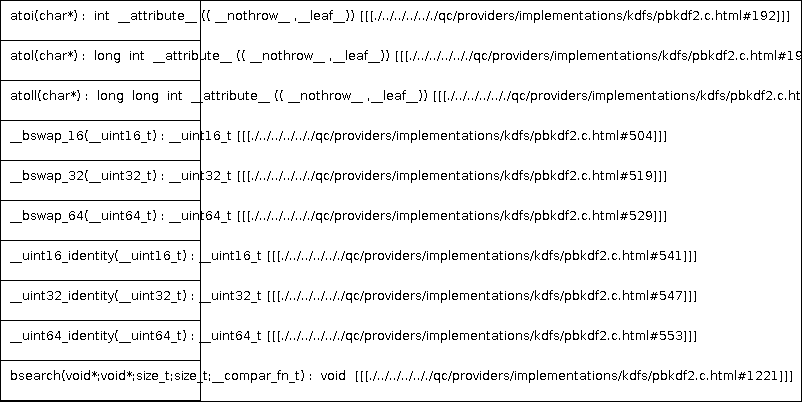 atoi(char*) : int __attribute__ (( __nothrow__ ,__leaf__)) [[[./../../../../../qc/providers/implementations/kdfs/pbkdf2.c.html#192]]]
atol(char*) : long int __attribute__ (( __nothrow__ ,__leaf__)) [[[./../../../../../qc/providers/implementations/kdfs/pbkdf2.c.html#19
atoll(char*) : long long int __attribute__ (( __nothrow__ ,__leaf__)) [[[./../../../../../qc/providers/implementations/kdfs/pbkdf2.c.ht
__bswap_16(__uint16_t) : __uint16_t [[[./../../../../../qc/providers/implementations/kdfs/pbkdf2.c.html#504]]]
__bswap_32(__uint32_t) : __uint32_t [[[./../../../../../qc/providers/implementations/kdfs/pbkdf2.c.html#519]]]
__bswap_64(__uint64_t) : __uint64_t [[[./../../../../../qc/providers/implementations/kdfs/pbkdf2.c.html#529]]]
__uint16_identity(__uint16_t) : __uint16_t [[[./../../../../../qc/providers/implementations/kdfs/pbkdf2.c.html#541]]]
__uint32_identity(__uint32_t) : __uint32_t [[[./../../../../../qc/providers/implementations/kdfs/pbkdf2.c.html#547]]]
__uint64_identity(__uint64_t) : __uint64_t [[[./../../../../../qc/providers/implementations/kdfs/pbkdf2.c.html#553]]]
bsearch(void*;void*;size_t;size_t;__compar_fn_t) : void [[[./../../../../../qc/providers/implementations/kdfs/pbkdf2.c.html#1221]]]